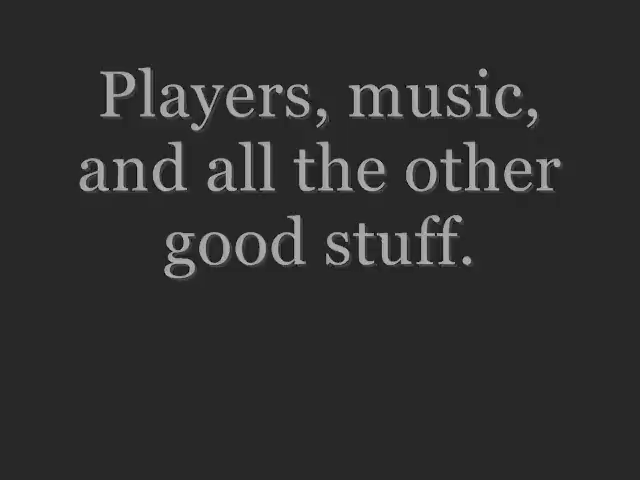 Players, music,
and all the other
good stuff.